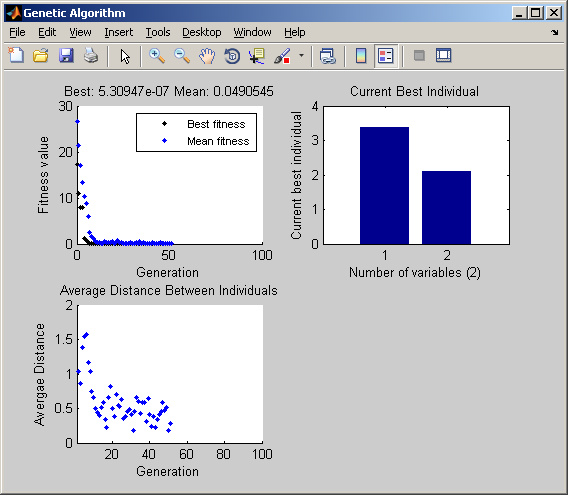 Genetic Algorithm
File Edit View Insert Tools Desktop Window Help
Best: 5.30947e-07 Mean: 0.0490545
30
20
10
0
Fitness value
Best fitness
Mean fitness
0 50 100
Generation
Current Best Individual
4
3
2
1
0
Current best individual
1 2
Number of variables (2)
Average Distance Between Individuals
2
1.5
1
0.5
0
Avergae Distance
20 40 60 80 100
Generation